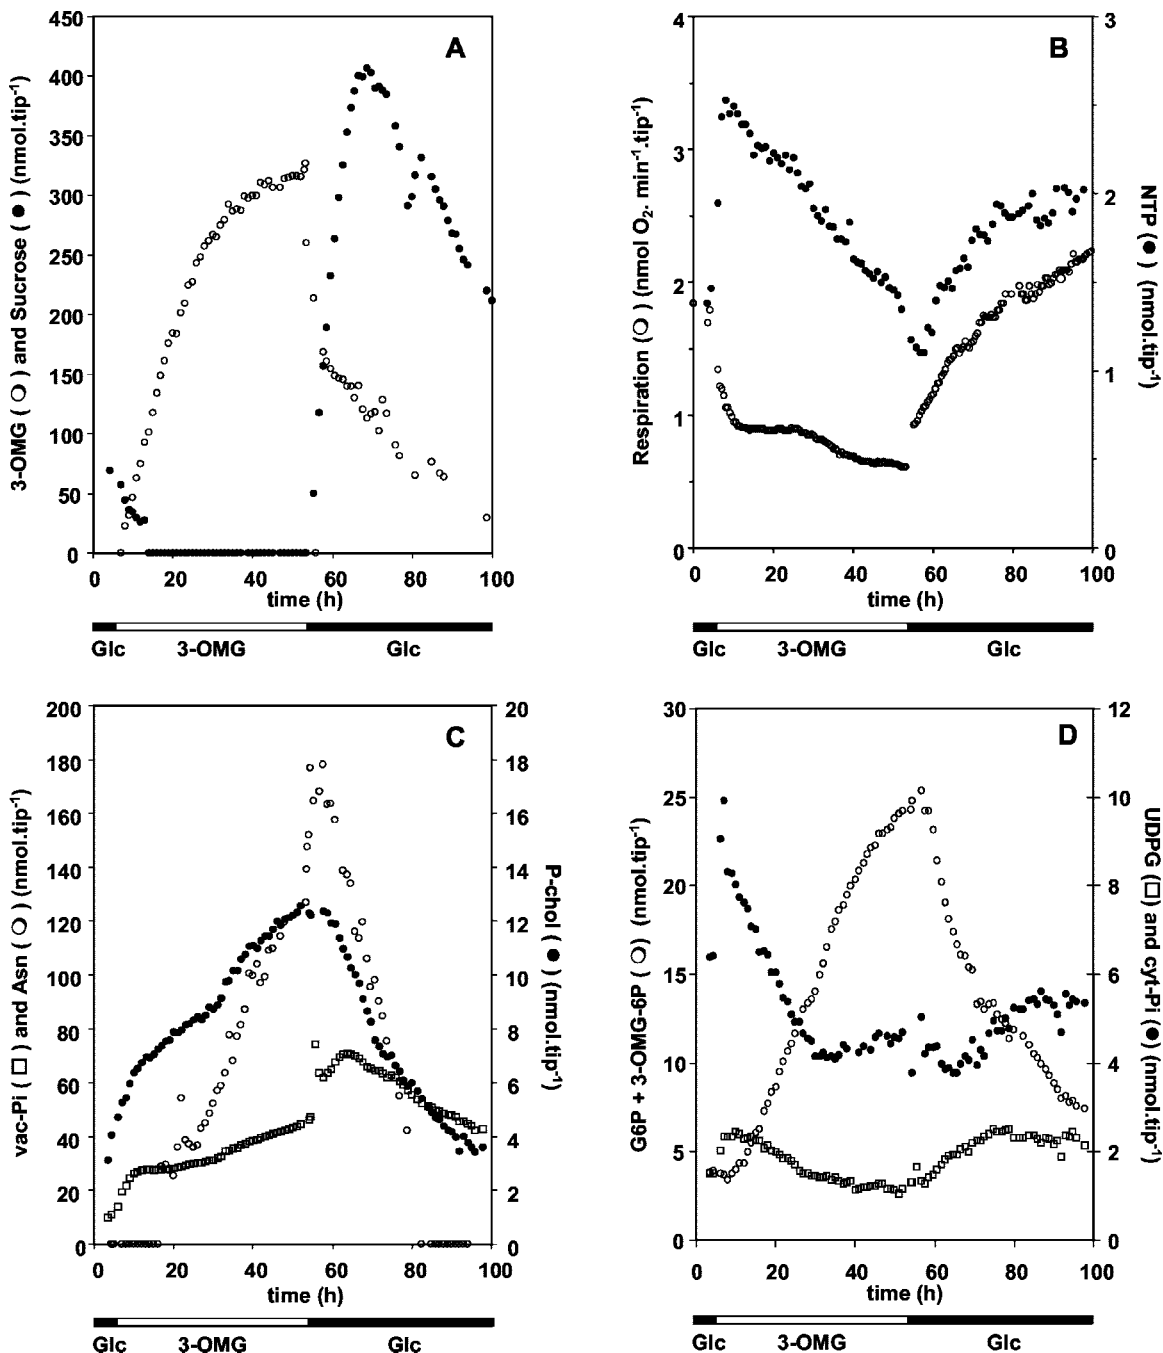 A
450
400
350
300
250
200
150
100
50
0
3-OMG (○) and Sucrose (●) (nmol.tip⁻¹)
0 20 40 60 80 100
time (h)
Glc 3-OMG Glc
B
4
3
2
1
0
Respiration (○) (nmol O₂. min⁻¹.tip⁻¹)
3
2
1
0
NTP (●) (nmol.tip⁻¹)
0 20 40 60 80 100
time (h)
Glc 3-OMG Glc
C
200
180
160
140
120
100
80
60
40
20
0
vac-Pi (□) and Asn (○) (nmol.tip⁻¹)
20
18
16
14
12
10
8
6
4
2
0
P-chol (●) (nmol.tip⁻¹)
0 20 40 60 80 100
time (h)
Glc 3-OMG Glc
D
30
25
20
15
10
5
0
G6P + 3-OMG-6P (○) (nmol.tip⁻¹)
12
10
8
6
4
2
0
UDPG (□) and cyt-Pi (●) (nmol.tip⁻¹)
0 20 40 60 80 100
time (h)
Glc 3-OMG Glc